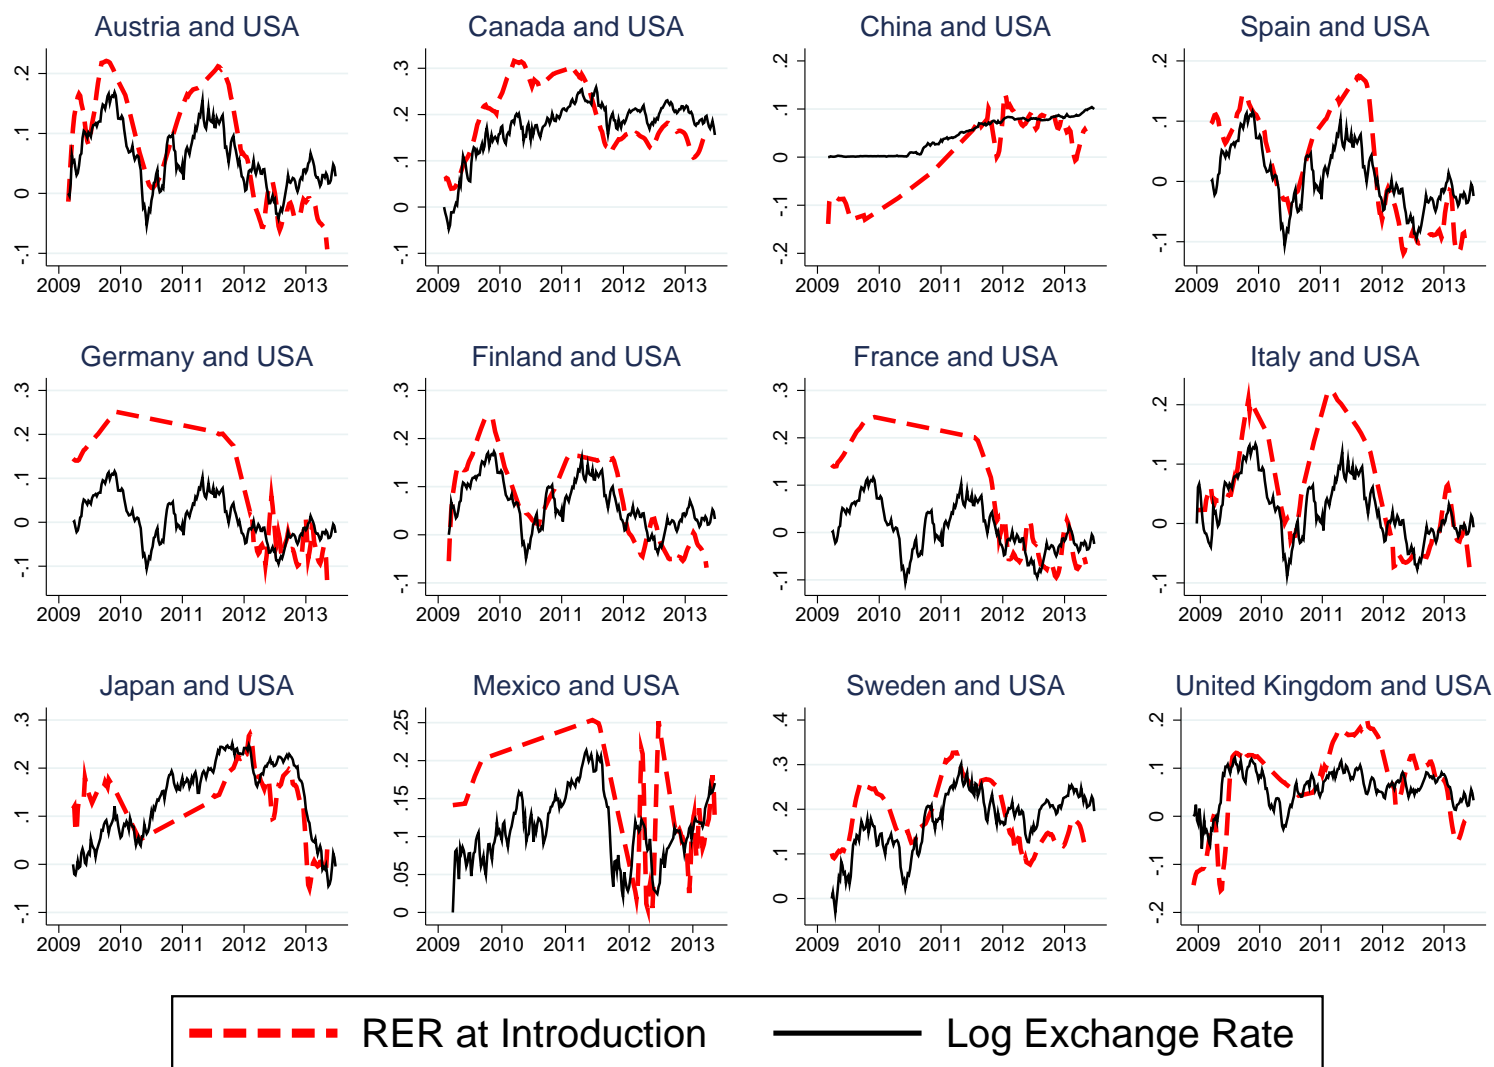 Austria and USA
Canada and USA
China and USA
Spain and USA
.2
.1
0
-.1
2009 2010 2011 2012 2013
.3
.2
.1
0
-.1
2009 2010 2011 2012 2013
.2
.1
0
-.1
-.2
2009 2010 2011 2012 2013
.2
.1
0
-.1
2009 2010 2011 2012 2013
Germany and USA
Finland and USA
France and USA
Italy and USA
.3
.2
.1
0
-.1
2009 2010 2011 2012 2013
.3
.2
.1
0
-.1
2009 2010 2011 2012 2013
.3
.2
.1
0
-.1
2009 2010 2011 2012 2013
.2
.1
0
-.1
2009 2010 2011 2012 2013
Japan and USA
Mexico and USA
Sweden and USA
United Kingdom and USA
.3
.2
.1
0
-.1
2009 2010 2011 2012 2013
.25
.2
.15
.1
.05
0
2009 2010 2011 2012 2013
.4
.3
.2
.1
0
2009 2010 2011 2012 2013
.2
.1
0
-.1
-.2
2009 2010 2011 2012 2013
RER at Introduction
Log Exchange Rate